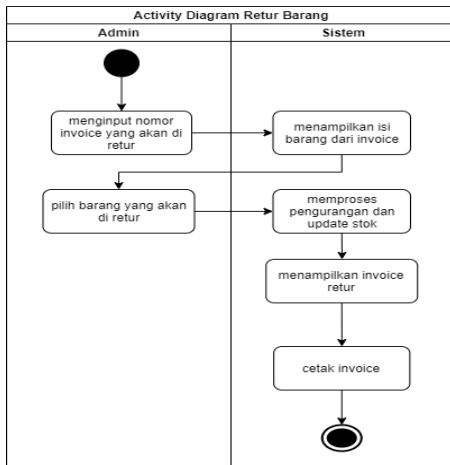 Activity Diagram Retur Barang
Admin
Sistem
menginput nomor
invoice yang akan di
retur
menampilkan isi
barang dari invoice
pilih barang yang akan
di retur
memproses
pengurangan dan
update stok
menampilkan invoice
retur
cetak invoice